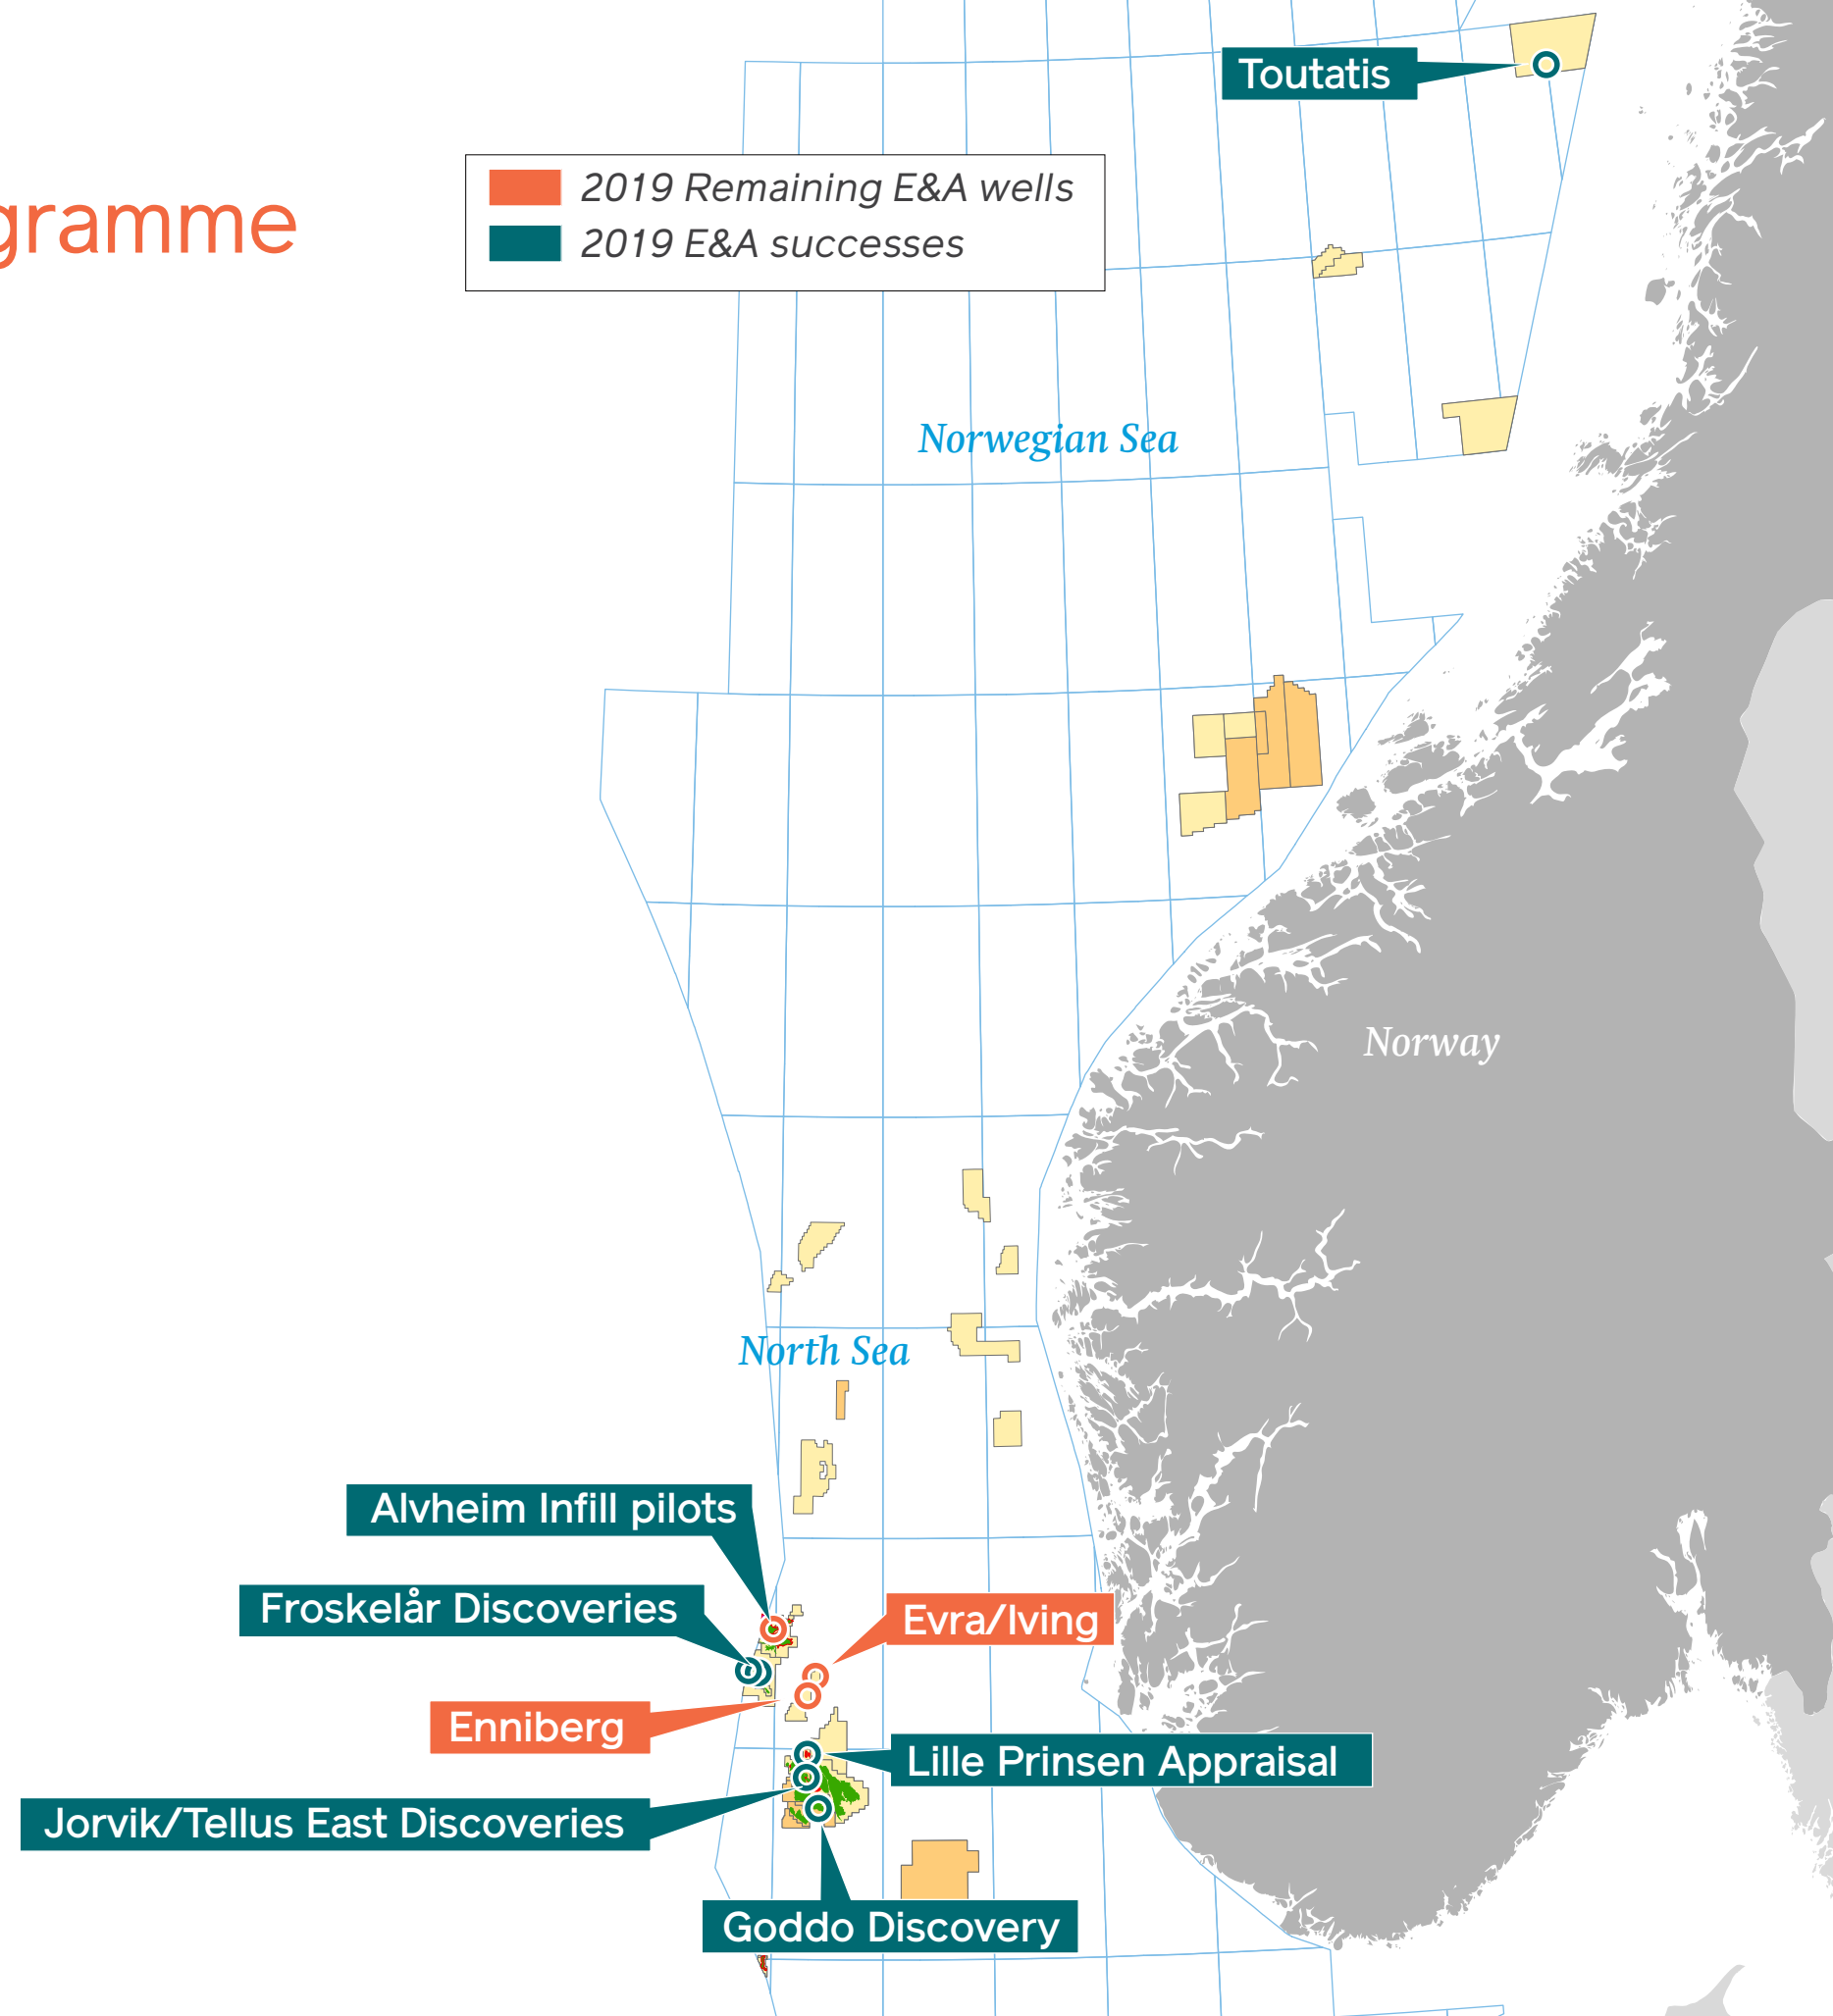 Toutatis
gramme
2019 Remaining E&A wells
2019 E&A successes
Norwegian Sea
Norway
North Sea
Alvheim Infill pilots
Froskelår Discoveries
Evra/Iving
Enniberg
Lille Prinsen Appraisal
Jorvik/Tellus East Discoveries
Goddo Discovery